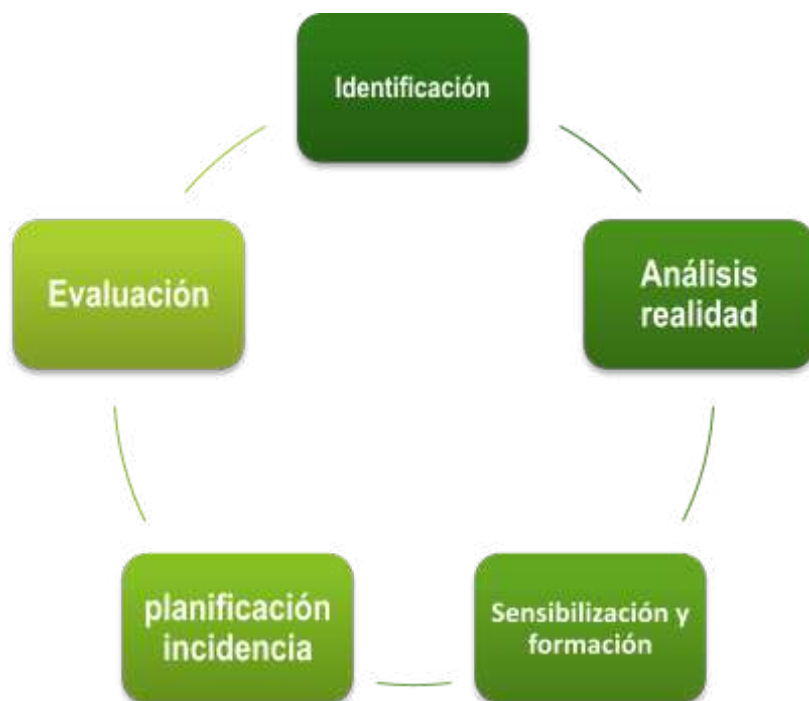 Identificación
Análisis
realidad
Sensibilización y
formación
planificación
incidencia
Evaluación